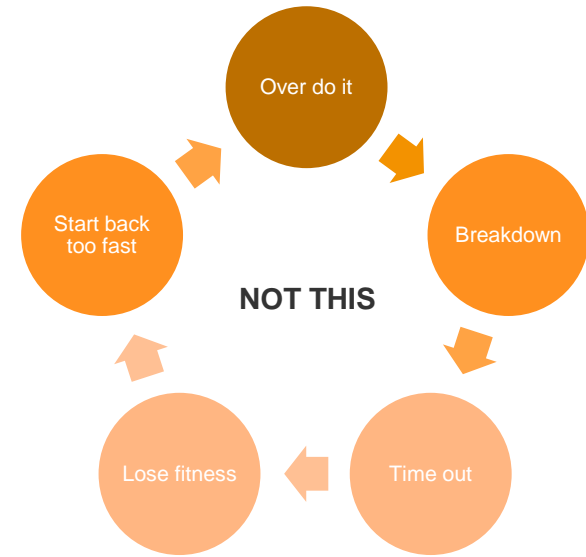 Over do it
Breakdown
Time out
Lose fitness
Start back
too fast
NOT THIS